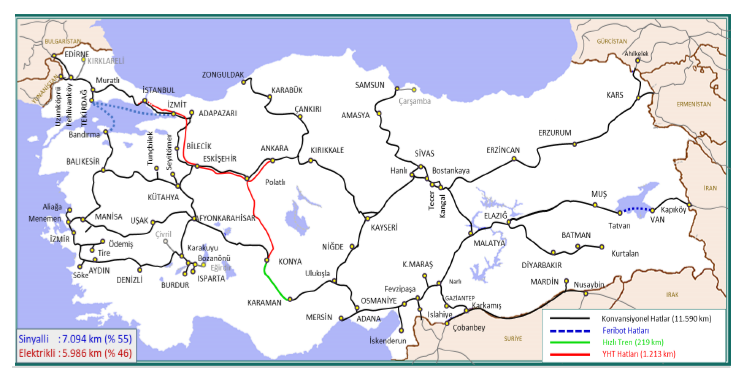 BULGARİSTAN
GÜRCİSTAN
EDİRNE
KIRKLARELİ
YUNANİSTAN
Uzunköprü
Pehlivanköy
TEKİRDAĞ
Muratlı
İSTANBUL
İZMİT
ADAPAZARI
ZONGULDAK
KARABÜK
ÇANKIRI
SAMSUN
Çarşamba
AMASYA
Ahilkelek
KARS
ERMENİSTAN
Bandırma
BALIKESİR
Tunçbilek
Seyitömer
BİLECİK
ESKİŞEHİR
ANKARA
KIRIKKALE
Polatlı
SİVAS
Hanlı
Bostankaya
Tecer
Kangal
ERZİNCAN
ERZURUM
İRAN
KÜTAHYA
Aliağa
Menemen
MANİSA
UŞAK
AFYONKARAHİSAR
İZMİR
Ödemiş
Tire
Söke
AYDIN
DENİZLİ
Çivril
Karakuyu
Bozanönü
Eğirdir
BURDUR
ISPARTA
KONYA
KARAMAN
Ulukışla
NİĞDE
KAYSERİ
MERSİN
ADANA
OSMANİYE
Fevzipaşa
K.MARAŞ
Narlı
GAZİANTEP
İslahiye
İskenderun
Karkamış
Çobanbey
MALATYA
ELAZIĞ
MUŞ
Tatvan
VAN
Kapıköy
DİYARBAKIR
BATMAN
Kurtalan
MARDİN
Nusaybin
IRAK
SURİYE
Sinyalli : 7.094 km (% 55)
Elektrikli : 5.986 km (% 46)
Konvansiyonel Hatlar (11.590 km)
Feribot Hatları
Hızlı Tren (219 km)
YHT Hatları (1.213 km)